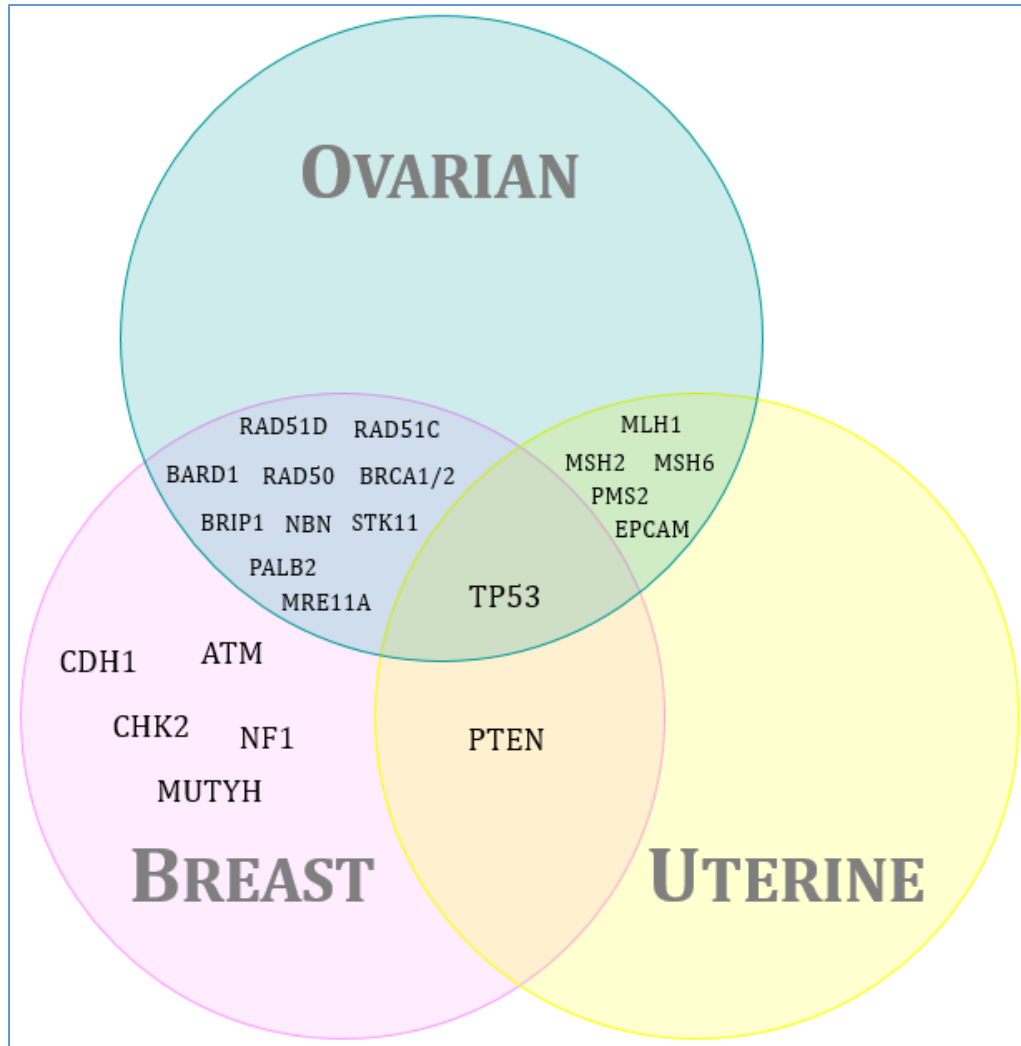 OVARIAN
RAD51D RAD51C
MLH1
BARD1 RAD50 BRCA1/2
MSH2 MSH6
PMS2
BRIP1 NBN STK11
EPCAM
PALB2
MRE11A
TP53
CDH1 ATM
CHK2 NF1
PTEN
MUTYH
BREAST
UTERINE